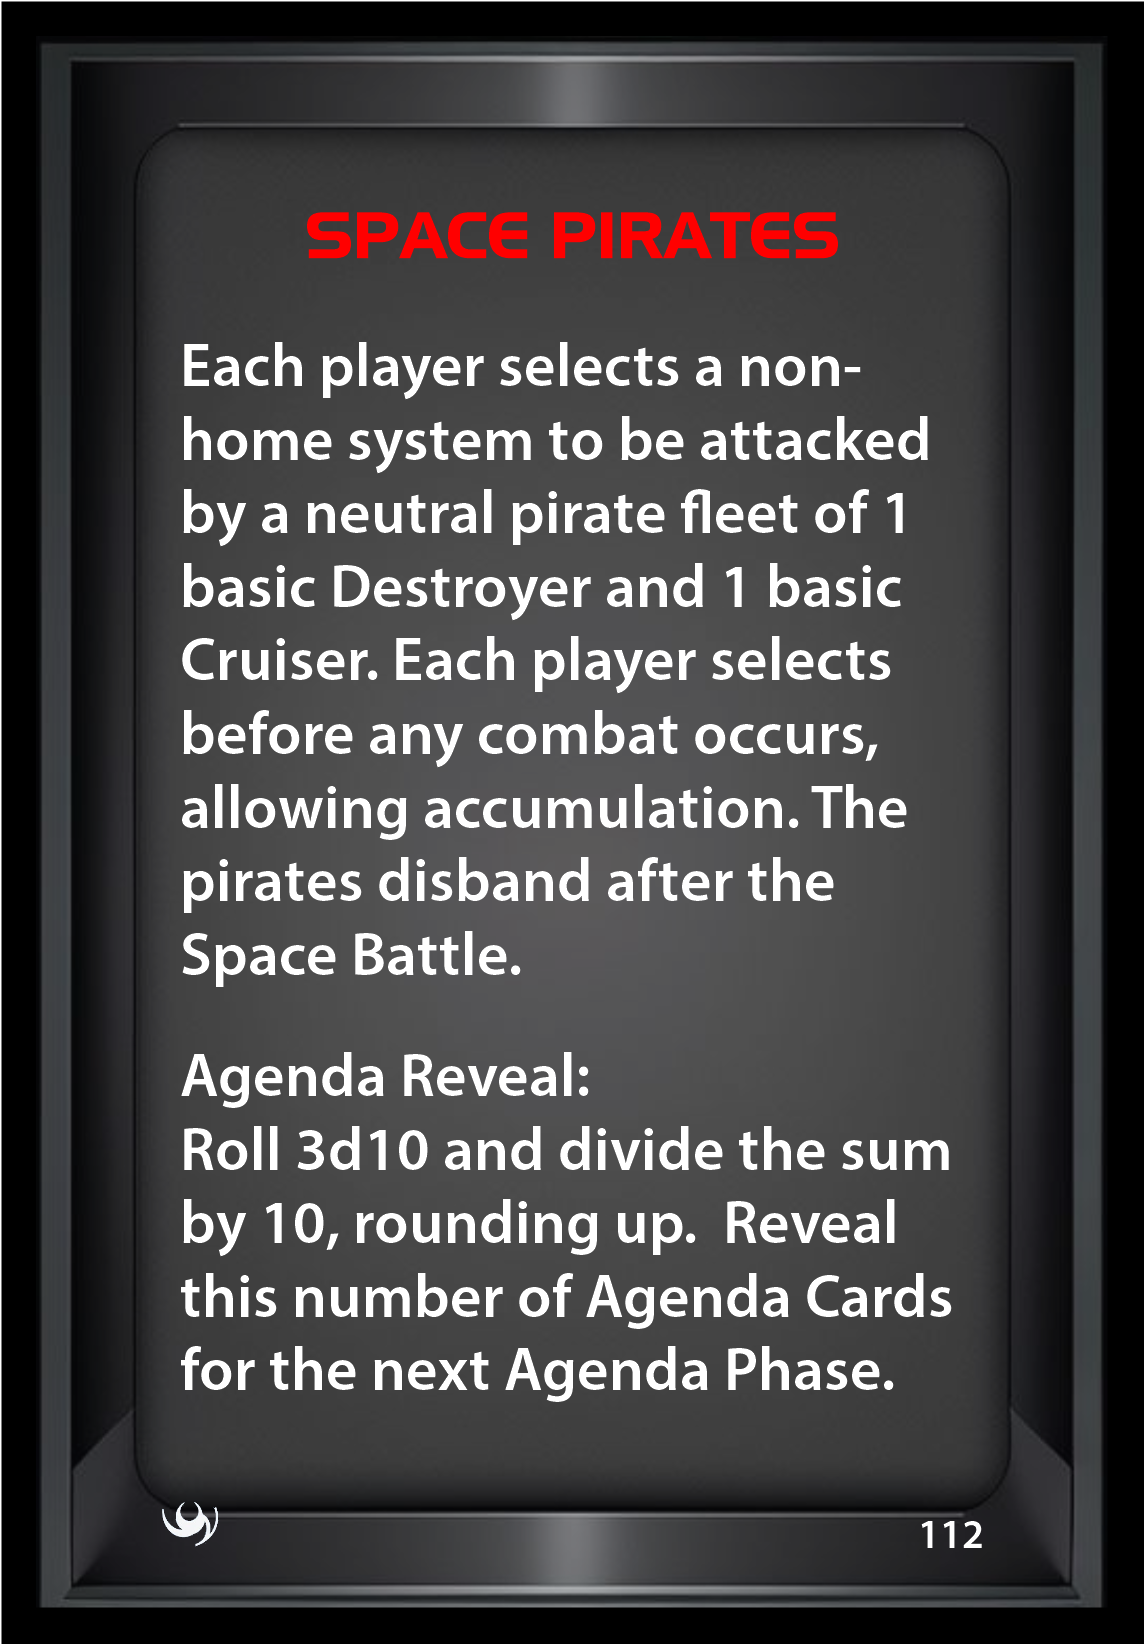 SPACE PIRATES
Each player selects a non-
home system to be attacked
by a neutral pirate fleet of 1
basic Destroyer and 1 basic
Cruiser. Each player selects
before any combat occurs,
allowing accumulation. The
pirates disband after the
Space Battle.
Agenda Reveal:
Roll 3d10 and divide the sum
by 10, rounding up.  Reveal
this number of Agenda Cards
for the next Agenda Phase.
112